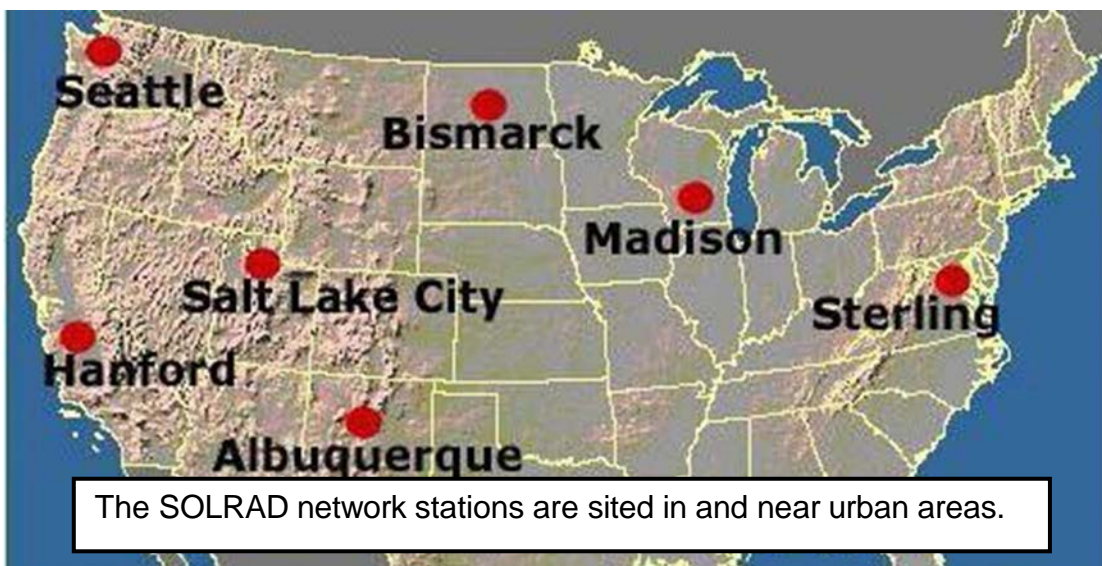 Seattle
Bismarck
Madison
Salt Lake City
Sterling
Hanford
Albuquerque
The SOLRAD network stations are sited in and near urban areas.